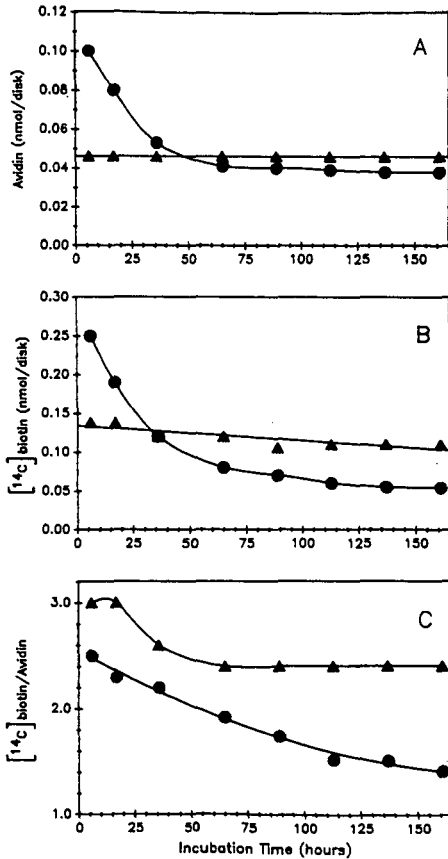 A
0.12
0.10
0.08
0.06
0.04
0.02
0.00
Avidin (nmol/disk)
0 25 50 75 100 125 150
B
0.30
0.25
0.20
0.15
0.10
0.05
0.00
[14C] biotin (nmol/disk)
0 25 50 75 100 125 150
C
3.0
2.0
1.0
[14C] biotin/Avidin
0 25 50 75 100 125 150
Incubation Time (hours)